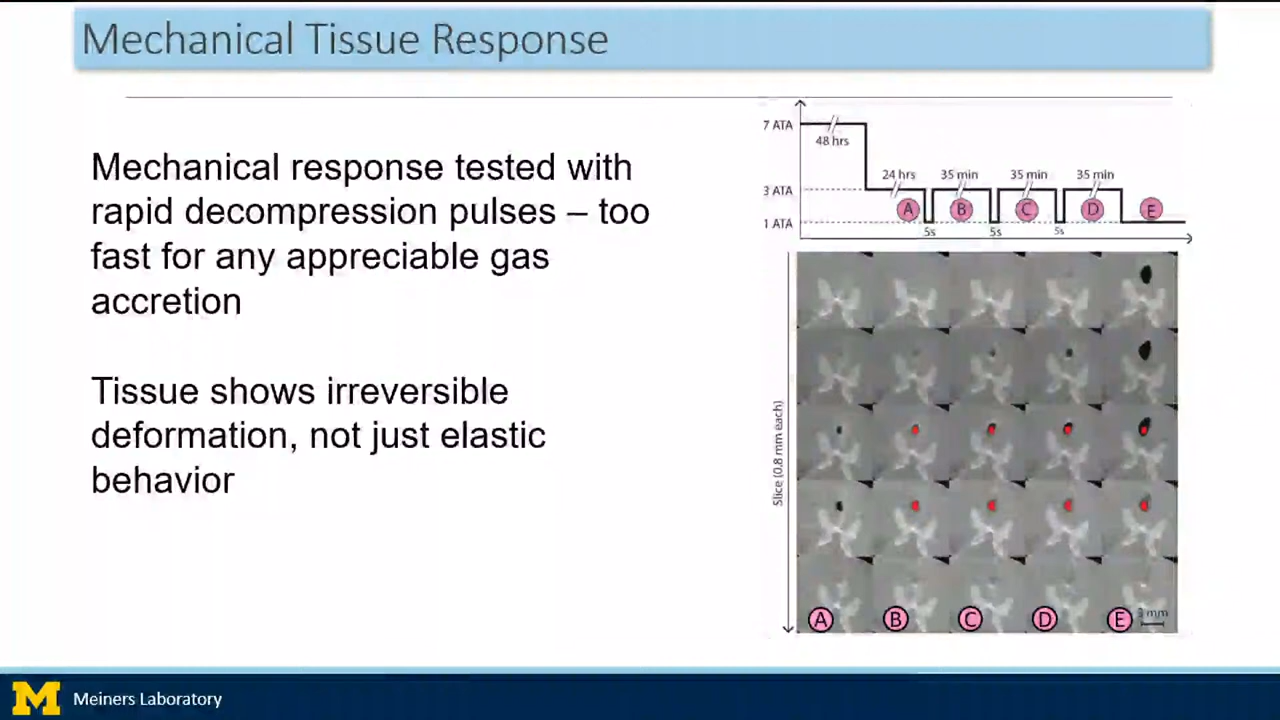 Mechanical Tissue Response
Mechanical response tested with
rapid decompression pulses – too
fast for any appreciable gas
accretion
Tissue shows irreversible
deformation, not just elastic
behavior
7 ATA
48 hrs
24 hrs 35 min 35 min 35 min
3 ATA
A B C D E
1 ATA
5s 5s 5s
Slice (0.8 mm each)
A B C D E
3 mm
M Meiners Laboratory